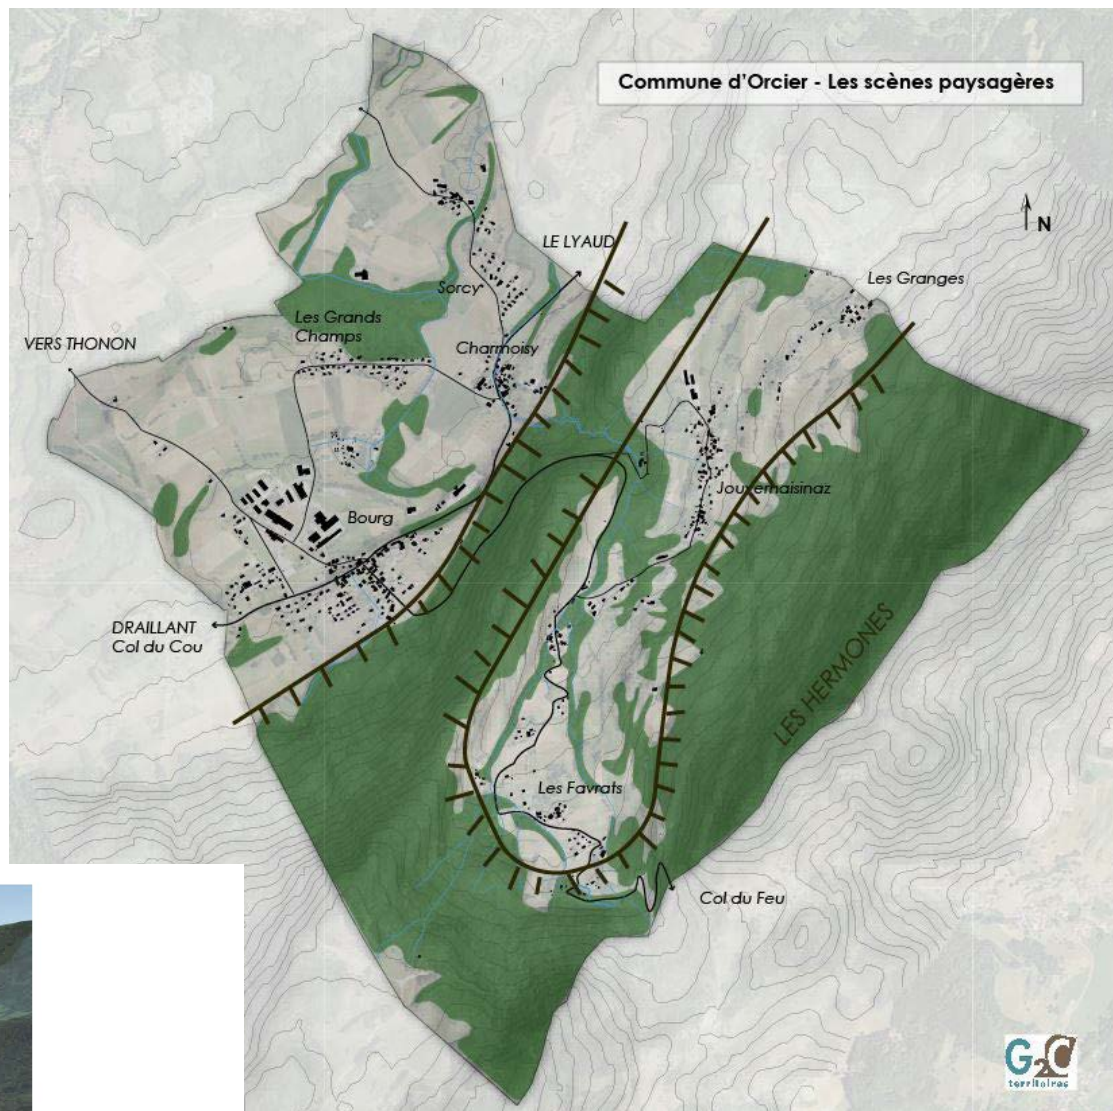 Commune d'Orcier - Les scènes paysagères
N
LE LYAUD
Les Granges
Sorcy
Les Grands
Champs
VERS THONON
Charmoisy
Jouvernaisinaz
Bourg
DRAILLANT
Col du Cou
LES HERMONES
Les Favrats
Col du Feu
G2C
territoires